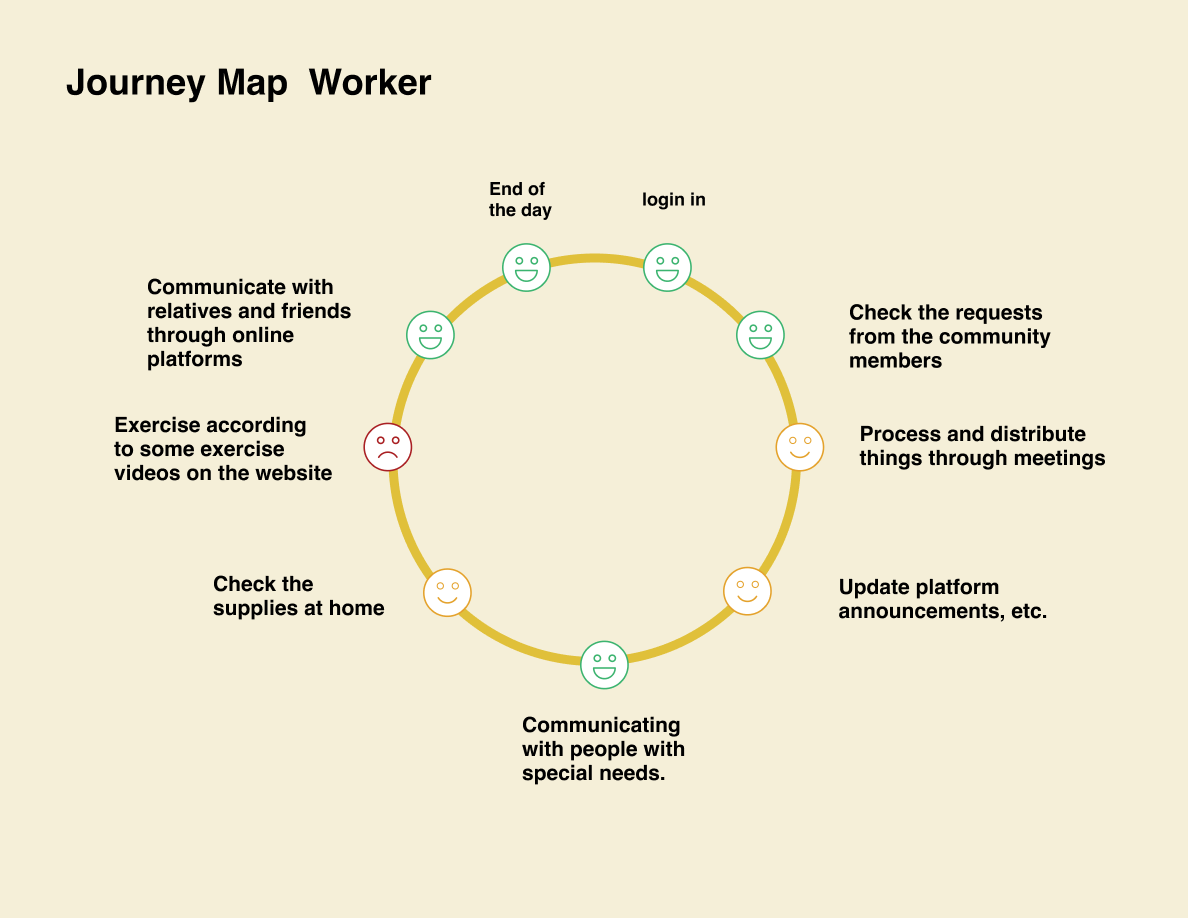 Journey Map  Worker
End of
the day
login in
Communicate with
relatives and friends
through online
platforms
Check the requests
from the community
members
Exercise according
to some exercise
videos on the website
Process and distribute
things through meetings
Check the
supplies at home
Update platform
announcements, etc.
Communicating
with people with
special needs.